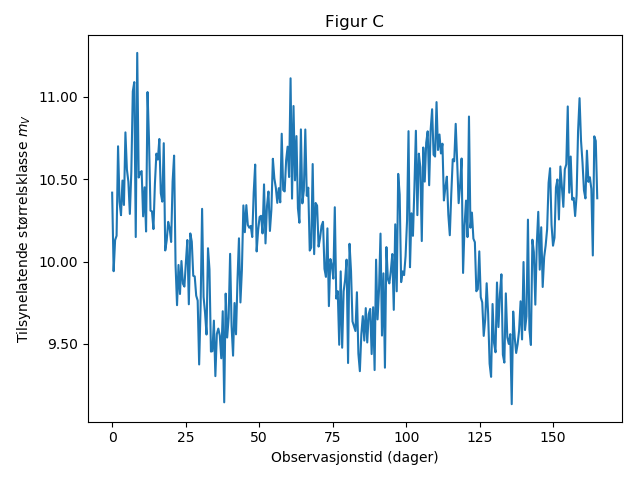 Figur C
Tilsynelatende størrelsklasse m_V
11.00
10.50
10.00
9.50
0 25 50 75 100 125 150
Observasjonstid (dager)